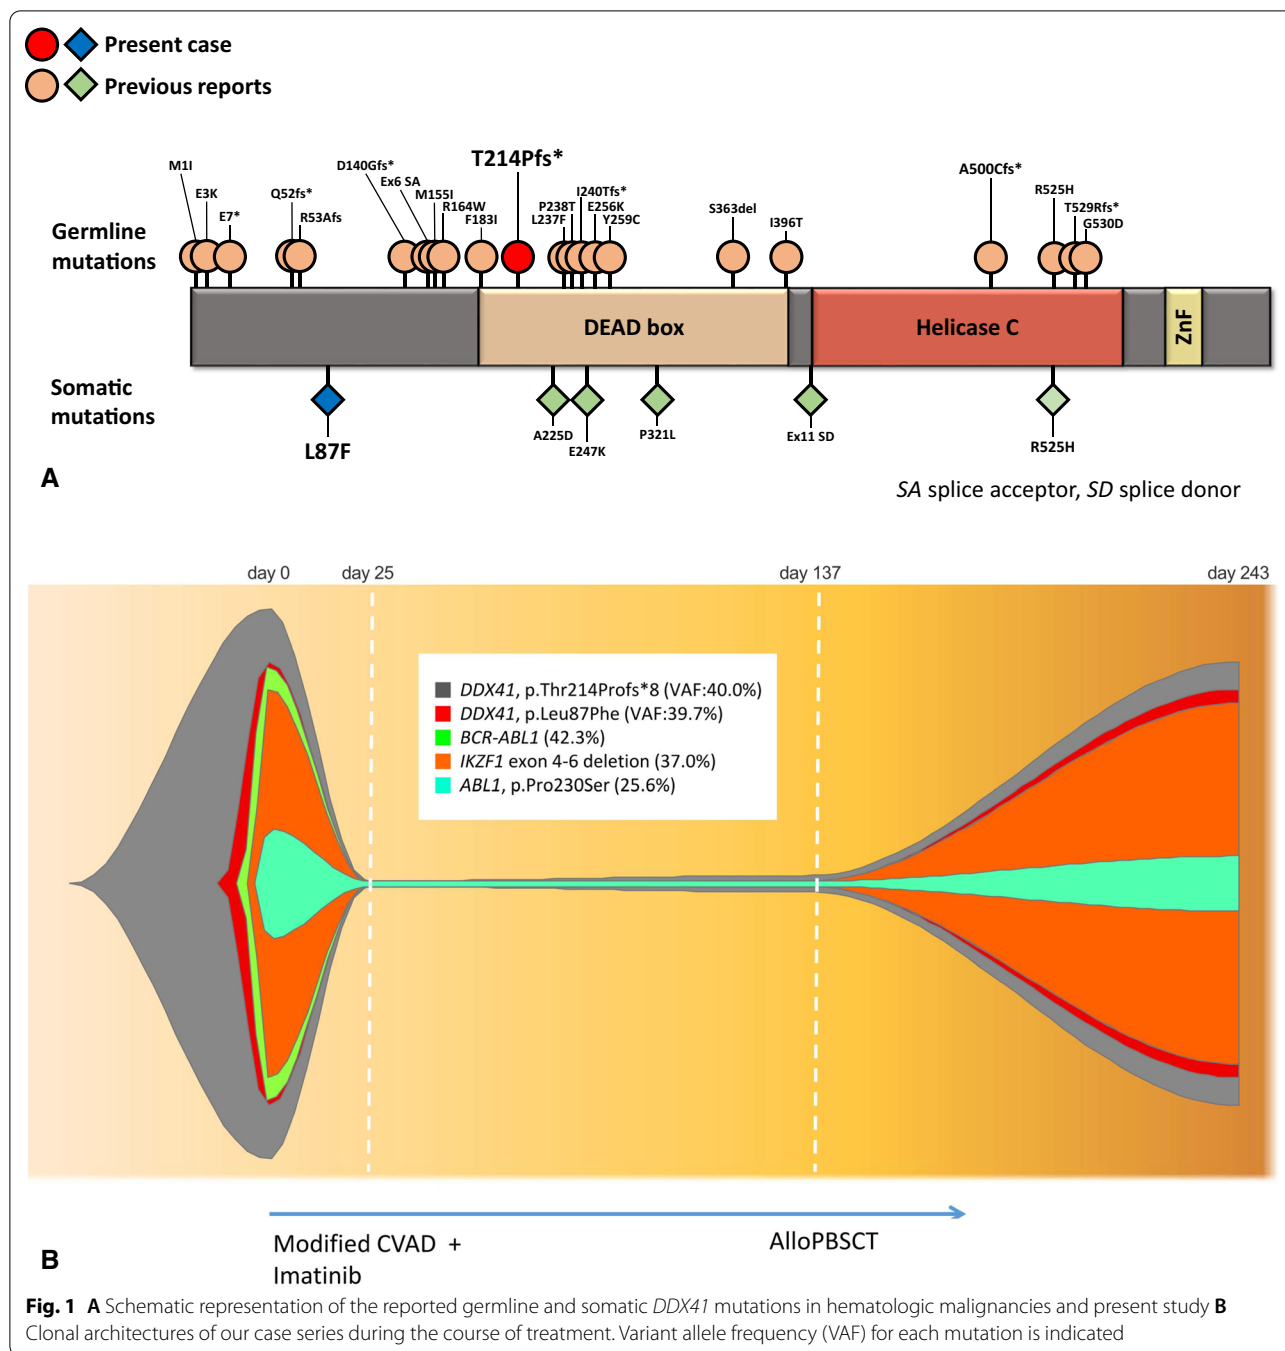 Present case
Previous reports
T214Pfs*
M1I
E3K
E7*
Q52fs*
R53Afs
D140Gfs*
Ex6 SA
M155I
R164W
F183I
P238T
L237F
I240Tfs*
E256K
Y259C
S363del
I396T
A500Cfs*
R525H
T529Rfs*
G530D
Germline
mutations
DEAD box
Helicase C
ZnF
Somatic
mutations
L87F
A225D
E247K
P321L
Ex11 SD
R525H
A
SA splice acceptor, SD splice donor
day 0
day 25
day 137
day 243
DDX41, p.Thr214Profs*8 (VAF:40.0%)
DDX41, p.Leu87Phe (VAF:39.7%)
BCR-ABL1 (42.3%)
IKZF1 exon 4-6 deletion (37.0%)
ABL1, p.Pro230Ser (25.6%)
Modified CVAD +
Imatinib
AlloPBSCT
B
Fig. 1 A Schematic representation of the reported germline and somatic DDX41 mutations in hematologic malignancies and present study B
Clonal architectures of our case series during the course of treatment. Variant allele frequency (VAF) for each mutation is indicated